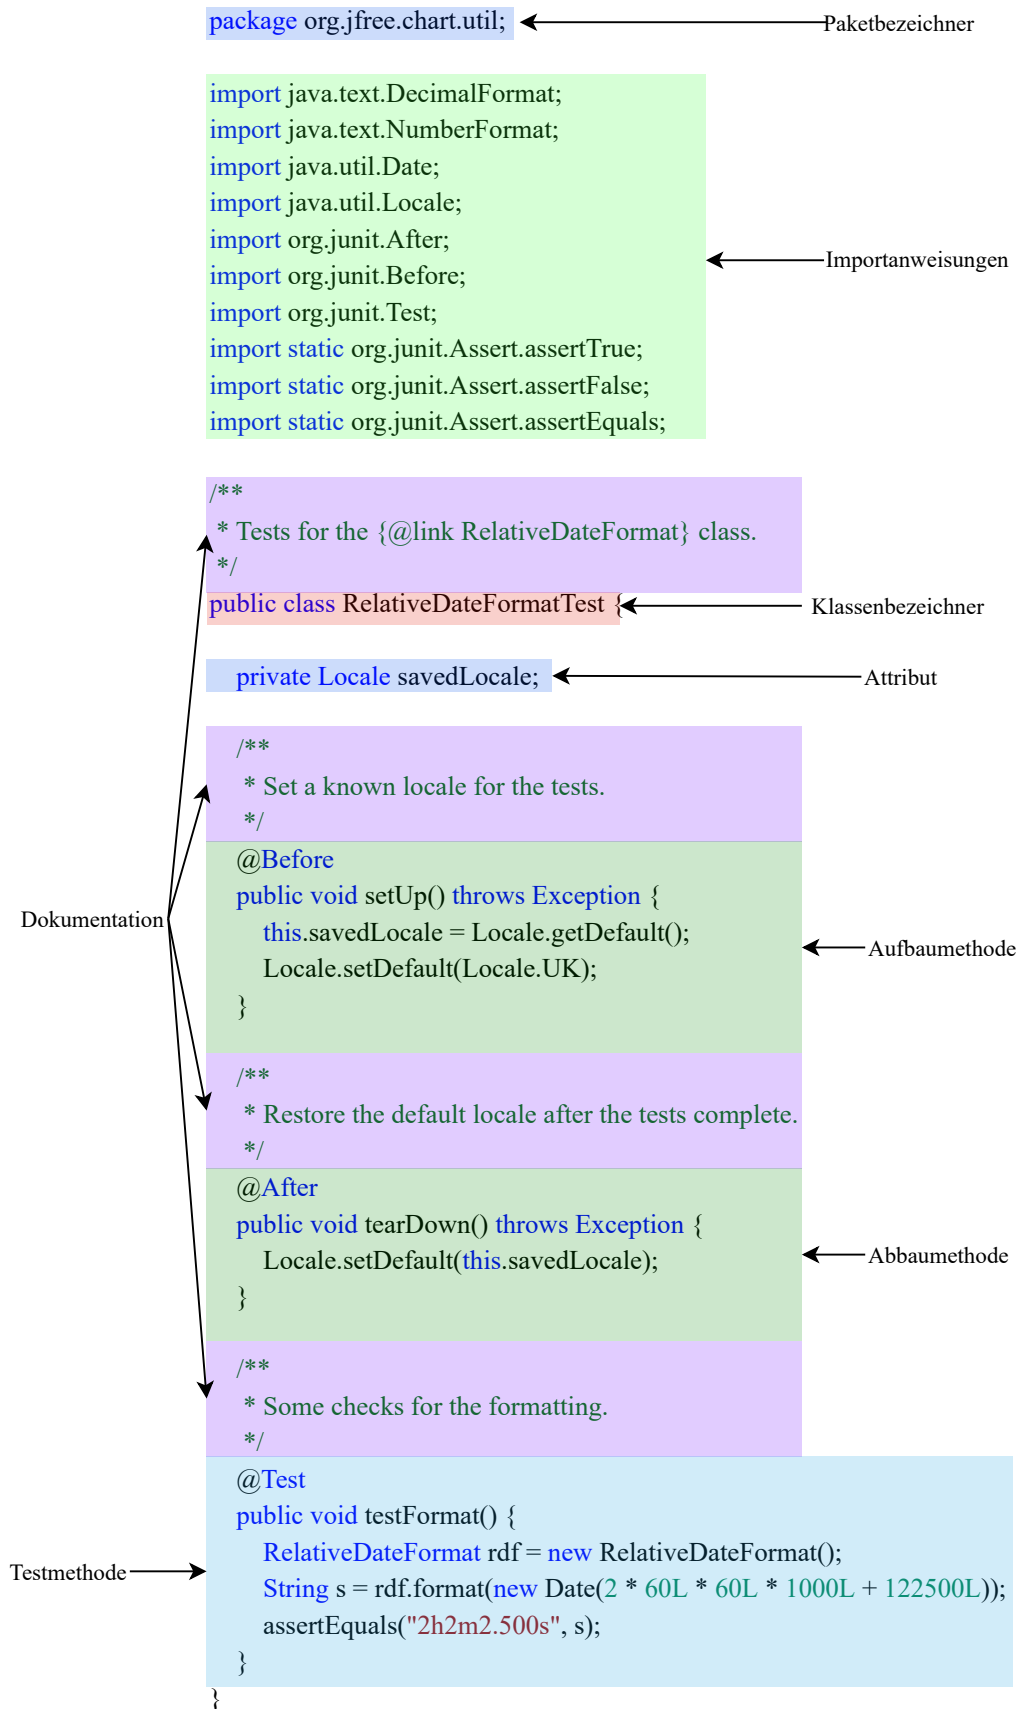 package org.jfree.chart.util;
Paketbezeichner
import java.text.DecimalFormat;
import java.text.NumberFormat;
import java.util.Date;
import java.util.Locale;
import org.junit.After;
import org.junit.Before;
import org.junit.Test;
import static org.junit.Assert.assertTrue;
import static org.junit.Assert.assertFalse;
import static org.junit.Assert.assertEquals;
Importanweisungen
/**
* Tests for the {@link RelativeDateFormat} class.
*/
public class RelativeDateFormatTest {
Klassenbezeichner
private Locale savedLocale;
Attribut
/**
* Set a known locale for the tests.
*/
@Before
public void setUp() throws Exception {
this.savedLocale = Locale.getDefault();
Locale.setDefault(Locale.UK);
}
Dokumentation
Aufbaumethode
/**
* Restore the default locale after the tests complete.
*/
@After
public void tearDown() throws Exception {
Locale.setDefault(this.savedLocale);
}
Abbaumethode
/**
* Some checks for the formatting.
*/
@Test
public void testFormat() {
RelativeDateFormat rdf = new RelativeDateFormat();
String s = rdf.format(new Date(2 * 60L * 60L * 1000L + 122500L));
assertEquals("2h2m2.500s", s);
}
Testmethode
}